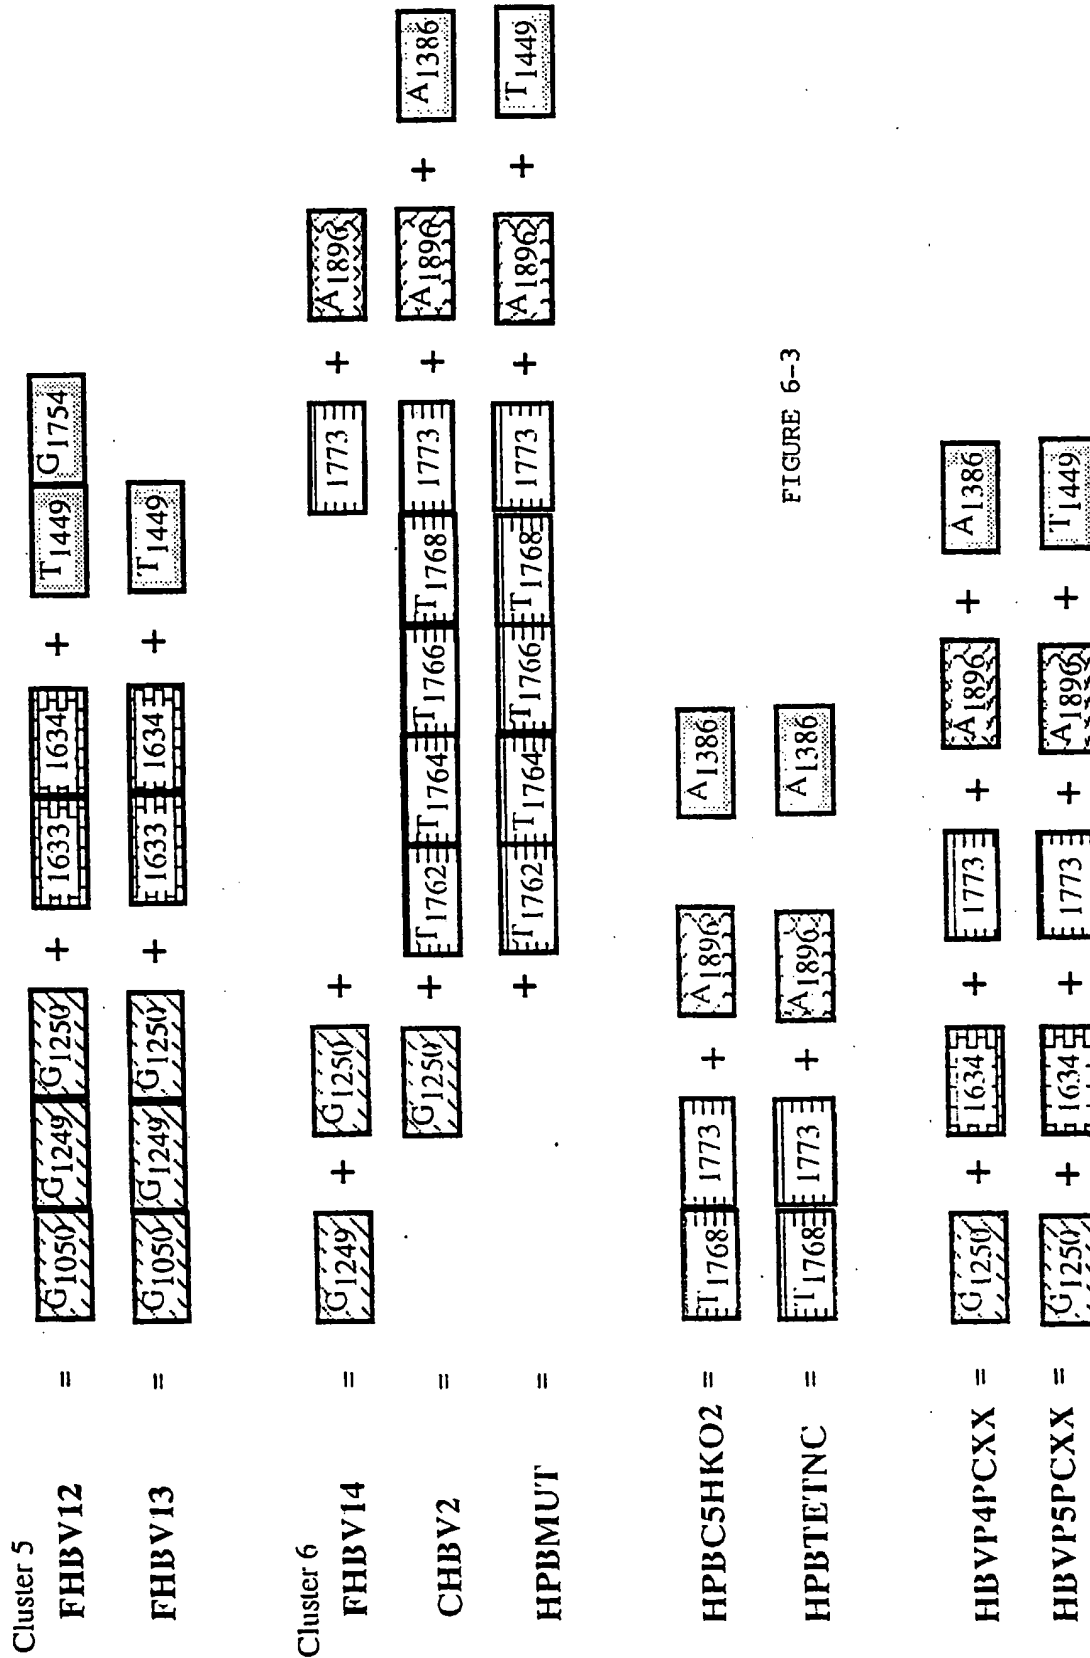 Cluster 5
FHBV12 = G1050 G1249 G1250 + 1633 1634 + T1449 G1754
FHBV13 = G1050 G1249 G1250 + 1633 1634 + T1449
Cluster 6
FHBV14 = G1249 + G1250 + 1773 + A1896
CHBV2 = G1250 + T1762 T1764 T1766 T1768 1773 + A1896 + A1386
HPBMUT = + T1762 T1764 T1766 T1768 1773 + A1896 + T1449
HPBC5HKO2 = T1768 1773 + A1896 A1386
HPBTETNC = T1768 1773 + A1896 A1386
FIGURE 6-3
HBVP4PCXX = G1250 + 1634 + 1773 + A1896 + A1386
HBVP5PCXX = G1250 + 1634 + 1773 + A1896 + T1449